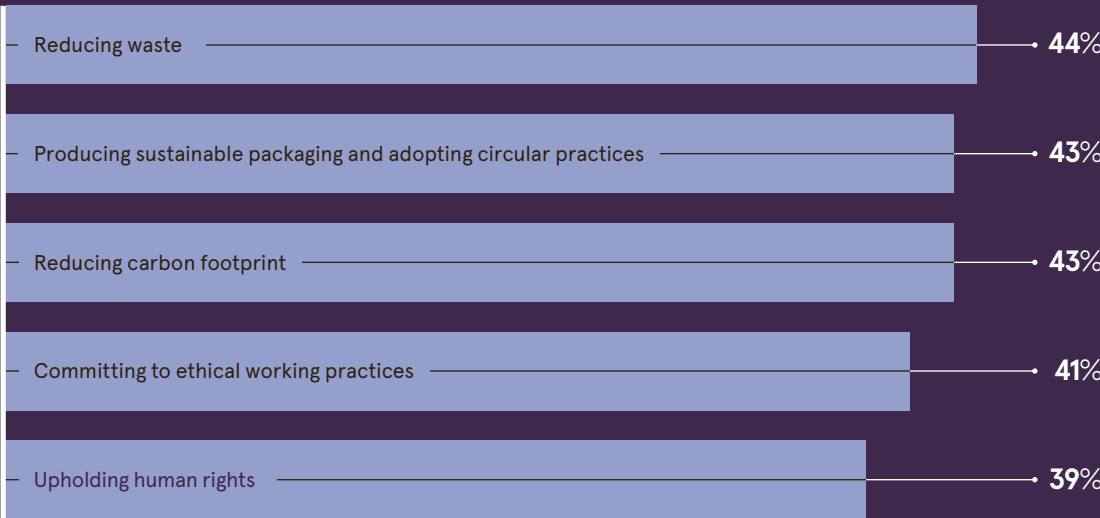 Reducing waste 44%
Producing sustainable packaging and adopting circular practices 43%
Reducing carbon footprint 43%
Committing to ethical working practices 41%
Upholding human rights 39%